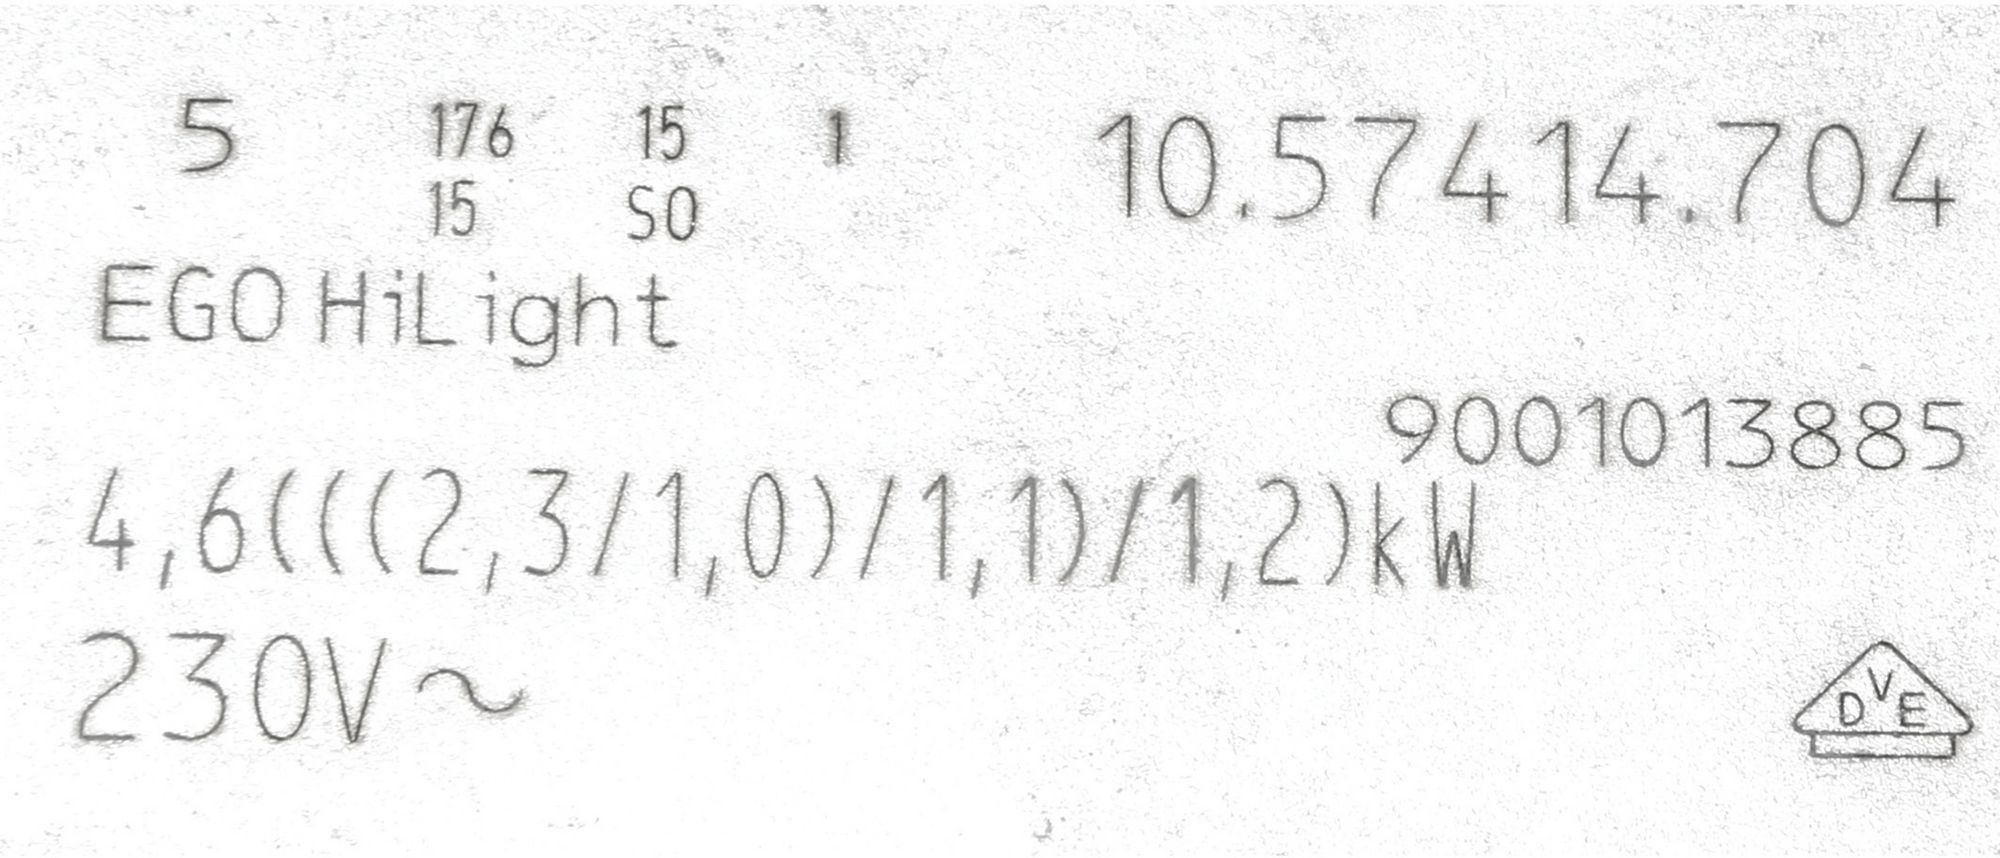 5 176 15 1 10.57414.704
15 SO
EGO HiLight
9001013885
4,6(((2,3/1,0)/1,1)/1,2)kW
230V~
DVE